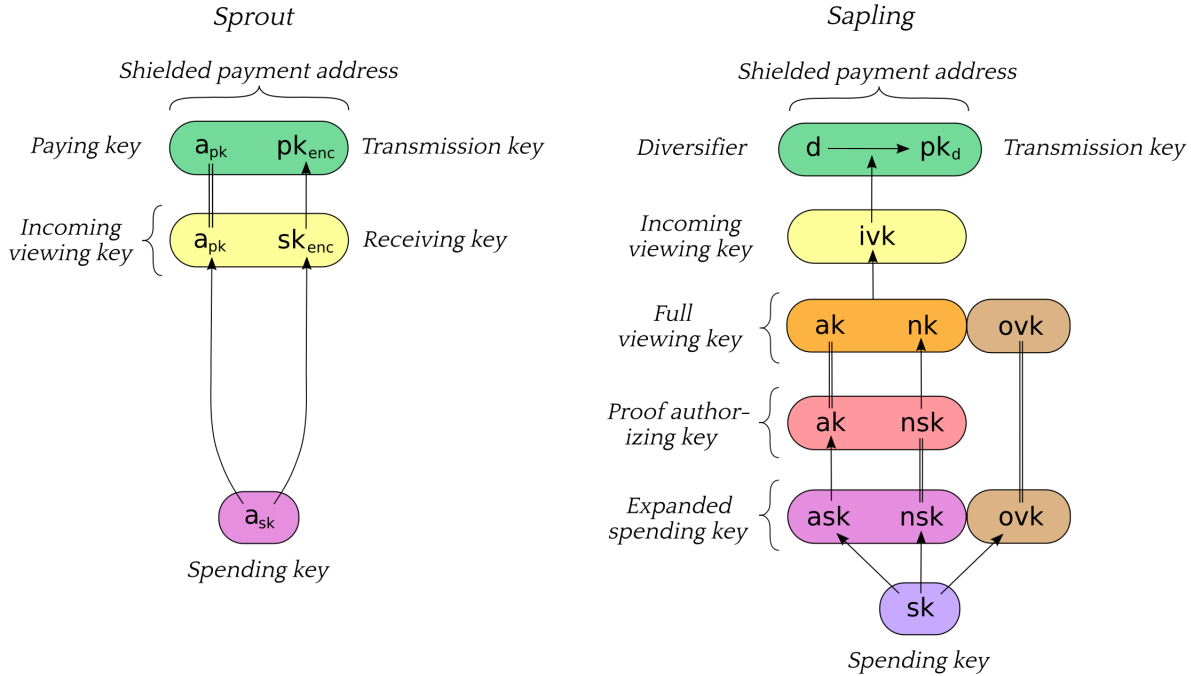 Sprout
Shielded payment address
Paying key
a_pk
pk_enc
Transmission key
Incoming
viewing key
a_pk
sk_enc
Receiving key
a_sk
Spending key
Sapling
Shielded payment address
Diversifier
d
pk_d
Transmission key
Incoming
viewing key
ivk
Full
viewing key
ak
nk
ovk
Proof author-
izing key
ak
nsk
Expanded
spending key
ask
nsk
ovk
sk
Spending key